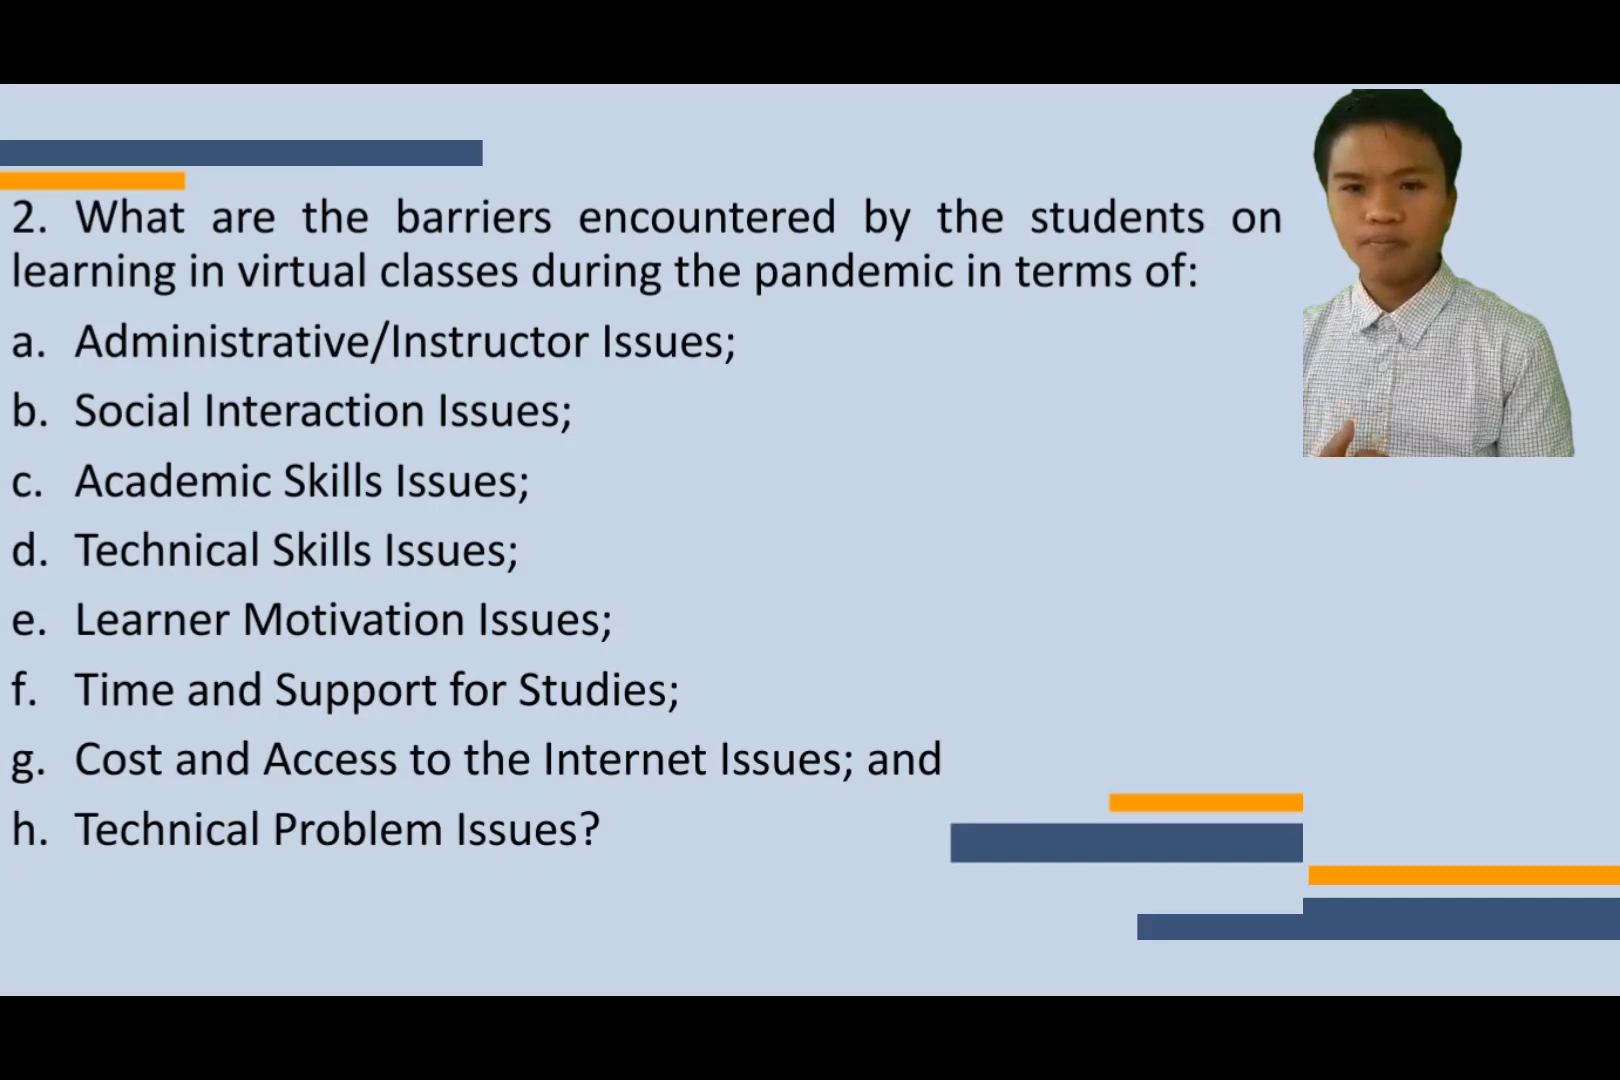 2. What are the barriers encountered by the students on
learning in virtual classes during the pandemic in terms of:
a. Administrative/Instructor Issues;
b. Social Interaction Issues;
c. Academic Skills Issues;
d. Technical Skills Issues;
e. Learner Motivation Issues;
f. Time and Support for Studies;
g. Cost and Access to the Internet Issues; and
h. Technical Problem Issues?